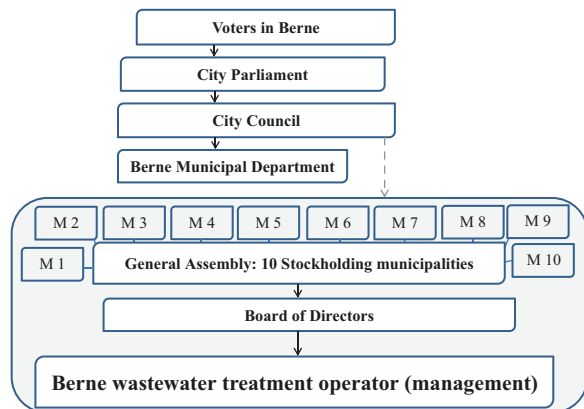 Voters in Berne
City Parliament
City Council
Berne Municipal Department
M 2 M 3 M 4 M 5 M 6 M 7 M 8 M 9
M 1 General Assembly: 10 Stockholding municipalities M 10
Board of Directors
Berne wastewater treatment operator (management)